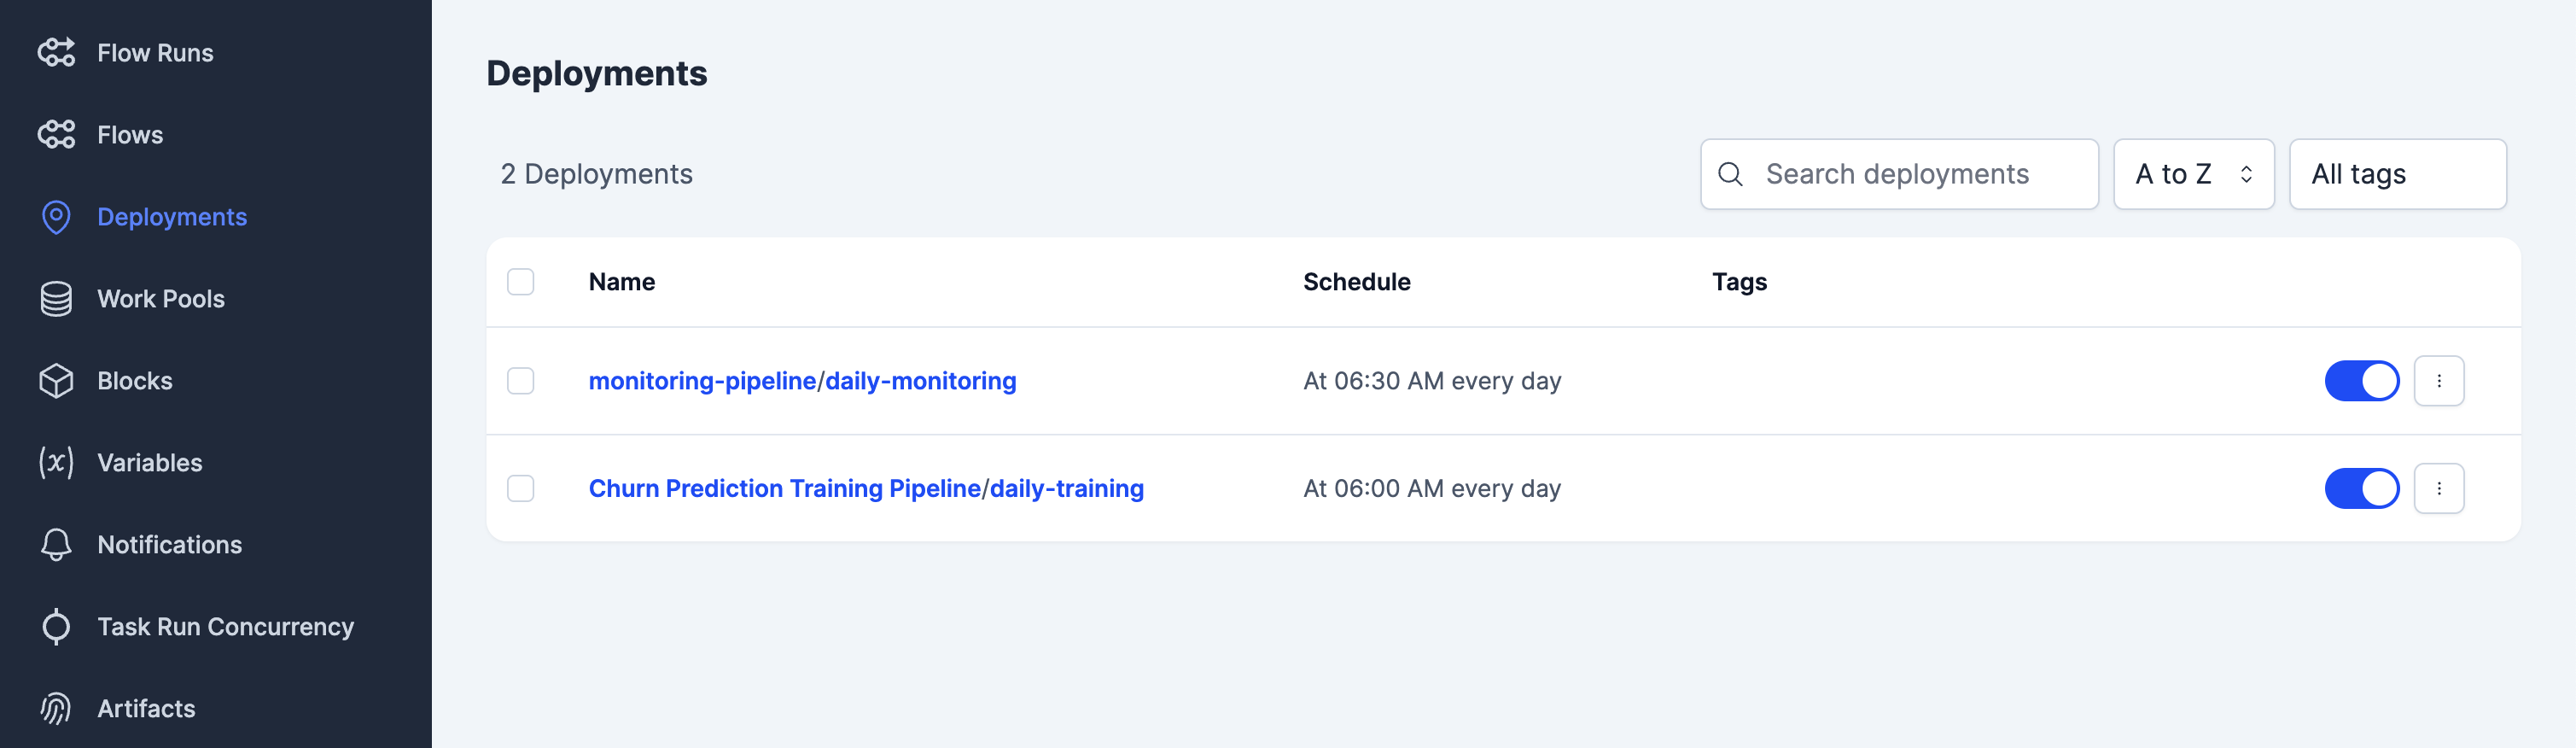 Flow Runs
Flows
Deployments
Work Pools
Blocks
(x) Variables
Notifications
Task Run Concurrency
Artifacts
Deployments
2 Deployments
Search deployments
A to Z
All tags
Name Schedule Tags
monitoring-pipeline/daily-monitoring At 06:30 AM every day
Churn Prediction Training Pipeline/daily-training At 06:00 AM every day